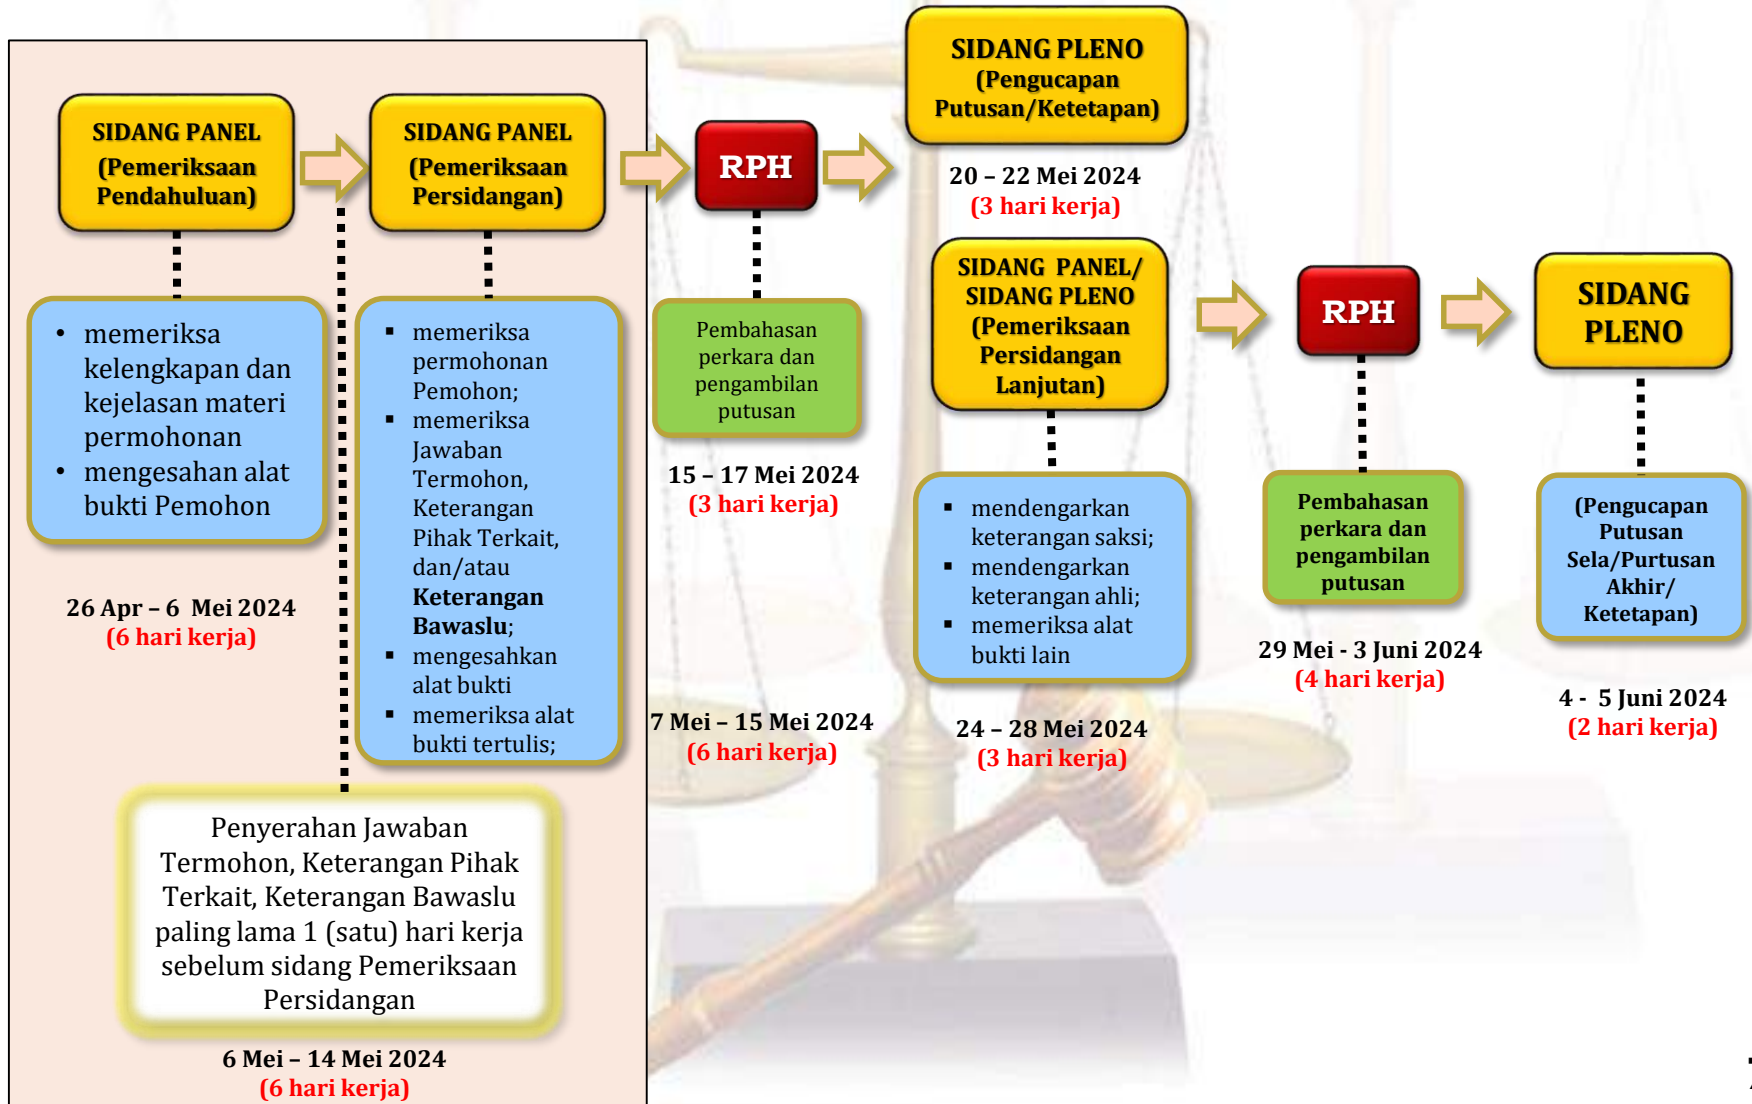 SIDANG PANEL
(Pemeriksaan
Pendahuluan)
• memeriksa
kelengkapan dan
kejelasan materi
permohonan
• mengesahan alat
bukti Pemohon
26 Apr – 6 Mei 2024
(6 hari kerja)
SIDANG PANEL
(Pemeriksaan
Persidangan)
▪ memeriksa
permohonan
Pemohon;
▪ memeriksa
Jawaban
Termohon,
Keterangan
Pihak Terkait,
dan/atau
Keterangan
Bawaslu;
▪ mengesahkan
alat bukti
▪ memeriksa alat
bukti tertulis;
7 Mei – 15 Mei 2024
(6 hari kerja)
Penyerahan Jawaban
Termohon, Keterangan Pihak
Terkait, Keterangan Bawaslu
paling lama 1 (satu) hari kerja
sebelum sidang Pemeriksaan
Persidangan
6 Mei – 14 Mei 2024
(6 hari kerja)
RPH
Pembahasan
perkara dan
pengambilan
putusan
15 – 17 Mei 2024
(3 hari kerja)
SIDANG PLENO
(Pengucapan
Putusan/Ketetapan)
20 – 22 Mei 2024
(3 hari kerja)
SIDANG PANEL/
SIDANG PLENO
(Pemeriksaan
Persidangan
Lanjutan)
▪ mendengarkan
keterangan saksi;
▪ mendengarkan
keterangan ahli;
▪ memeriksa alat
bukti lain
24 – 28 Mei 2024
(3 hari kerja)
RPH
Pembahasan
perkara dan
pengambilan
putusan
29 Mei - 3 Juni 2024
(4 hari kerja)
SIDANG
PLENO
(Pengucapan
Putusan
Sela/Purtusan
Akhir/
Ketetapan)
4 - 5 Juni 2024
(2 hari kerja)